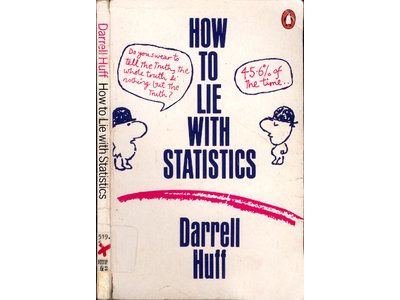 Darrell Huff How to Lie with Statistics
519.
HOW
TO
LIE
WITH
STATISTICS
Do you swear to
tell the Truth, the
whole truth &
nothing but the
Truth?
45·6% of
the time..
Darrell
Huff